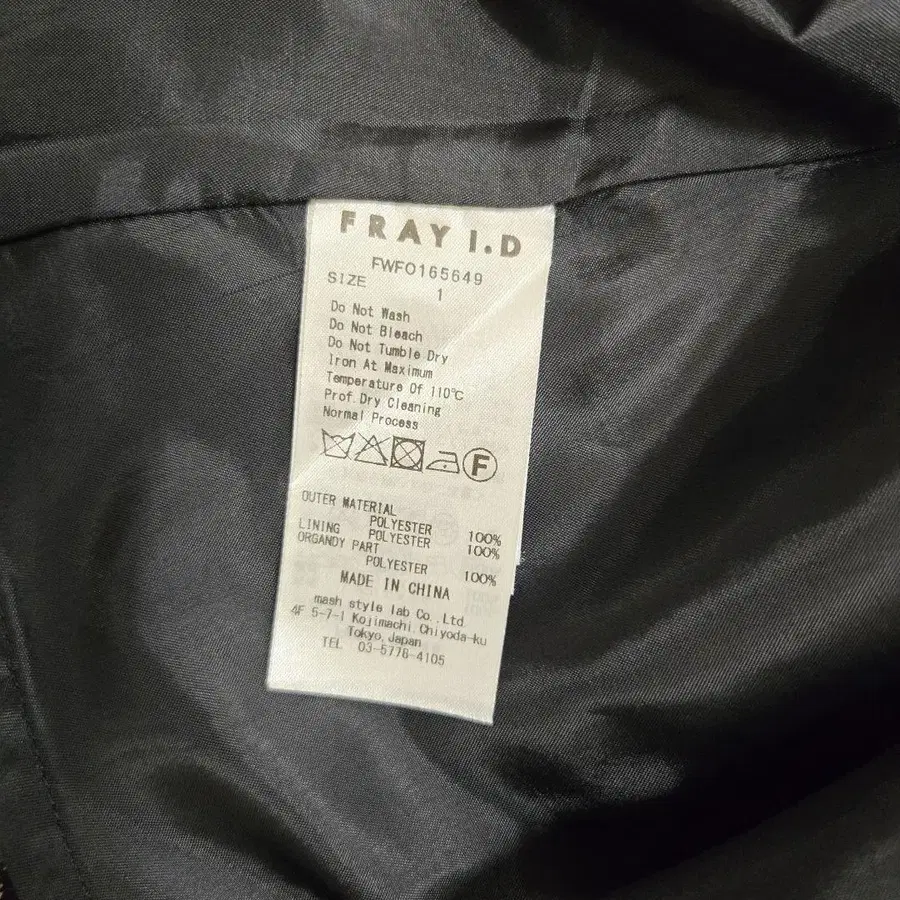 FRAY I.D
FWFO165649
SIZE 1
Do Not Wash
Do Not Bleach
Do Not Tumble Dry
Iron At Maximum
Temperature Of 110℃
Prof.Dry Cleaning
Normal Process
F
OUTER MATERIAL
POLYESTER 100%
LINING POLYESTER 100%
ORGANDY PART
POLYESTER 100%
MADE IN CHINA
mash style lab Co.,Ltd.
4F 5-7-1 Kojimachi,Chiyoda-ku
Tokyo,Japan
TEL 03-5778-4105